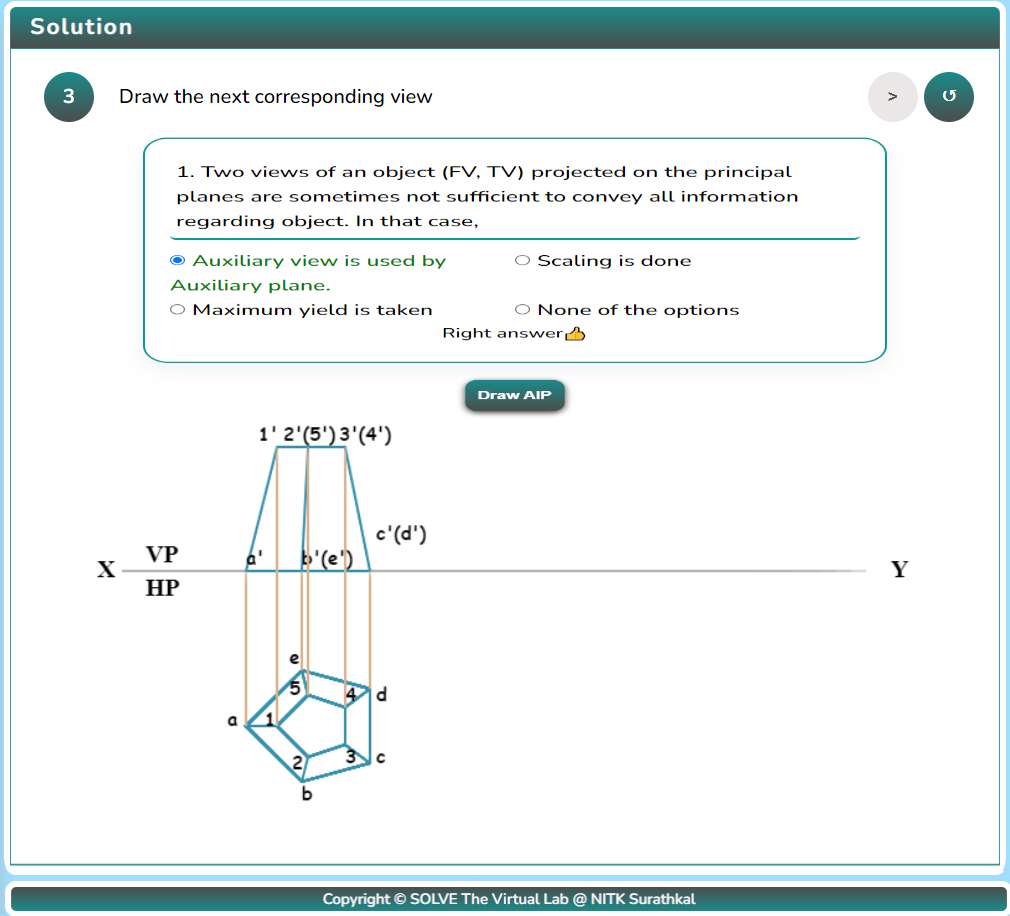 Solution
3 Draw the next corresponding view > ↺
1. Two views of an object (FV, TV) projected on the principal
planes are sometimes not sufficient to convey all information
regarding object. In that case,
Auxiliary view is used by Scaling is done
Auxiliary plane.
Maximum yield is taken None of the options
Right answer👍
Draw AIP
1' 2'(5') 3'(4')
c'(d')
a' b'(e')
VP
X Y
HP
e
5 4 d
a 1
2 3 c
b
Copyright © SOLVE The Virtual Lab @ NITK Surathkal